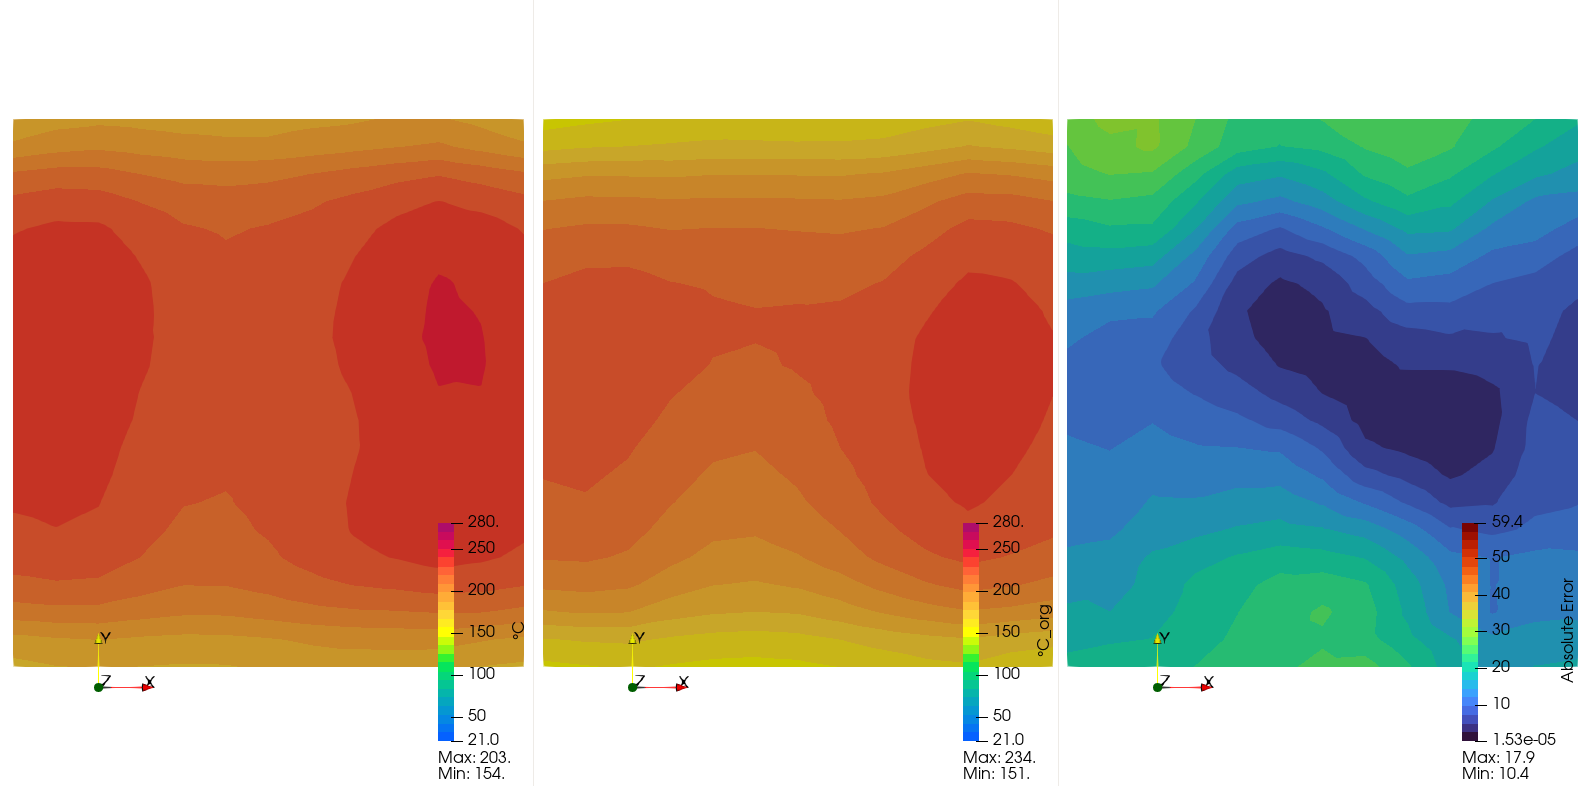 280.
250
200
150
100
50
21.0
°C
Max: 203.
Min: 154.
Y
Z
X
280.
250
200
150
100
50
21.0
°C_org
Max: 234.
Min: 151.
Y
Z
X
59.4
50
40
30
20
10
1.53e-05
Absolute Error
Max: 17.9
Min: 10.4
Y
Z
X